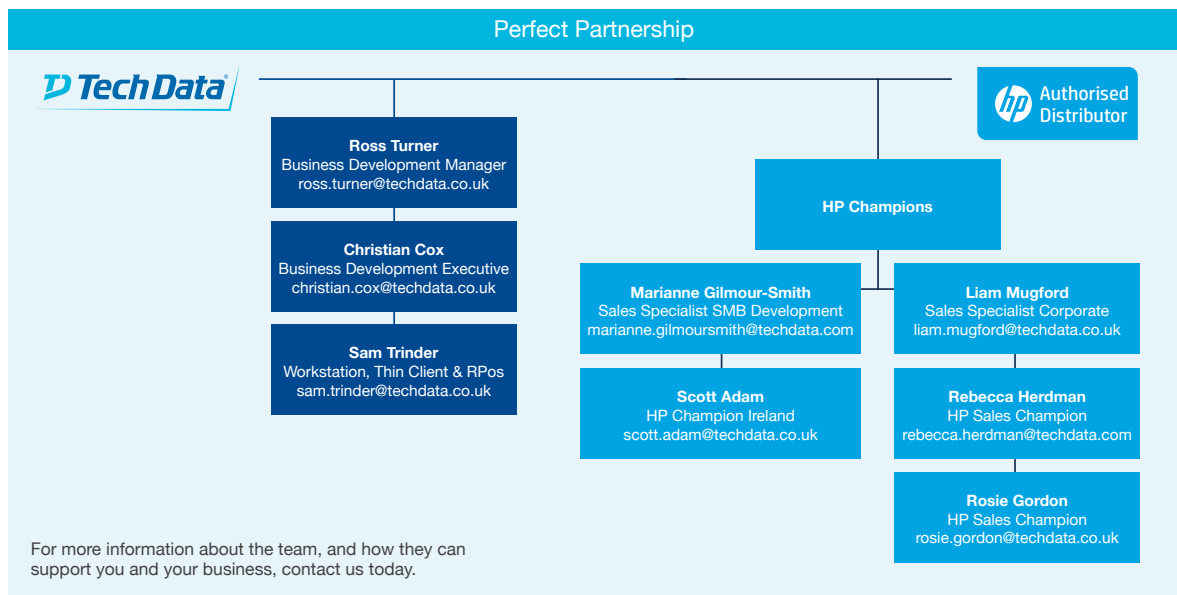 Perfect Partnership
Tech Data
hp Authorised
Distributor
Ross Turner
Business Development Manager
ross.turner@techdata.co.uk
HP Champions
Christian Cox
Business Development Executive
christian.cox@techdata.co.uk
Marianne Gilmour-Smith
Sales Specialist SMB Development
marianne.gilmoursmith@techdata.com
Liam Mugford
Sales Specialist Corporate
liam.mugford@techdata.co.uk
Sam Trinder
Workstation, Thin Client & RPos
sam.trinder@techdata.co.uk
Scott Adam
HP Champion Ireland
scott.adam@techdata.co.uk
Rebecca Herdman
HP Sales Champion
rebecca.herdman@techdata.com
Rosie Gordon
HP Sales Champion
rosie.gordon@techdata.co.uk
For more information about the team, and how they can
support you and your business, contact us today.